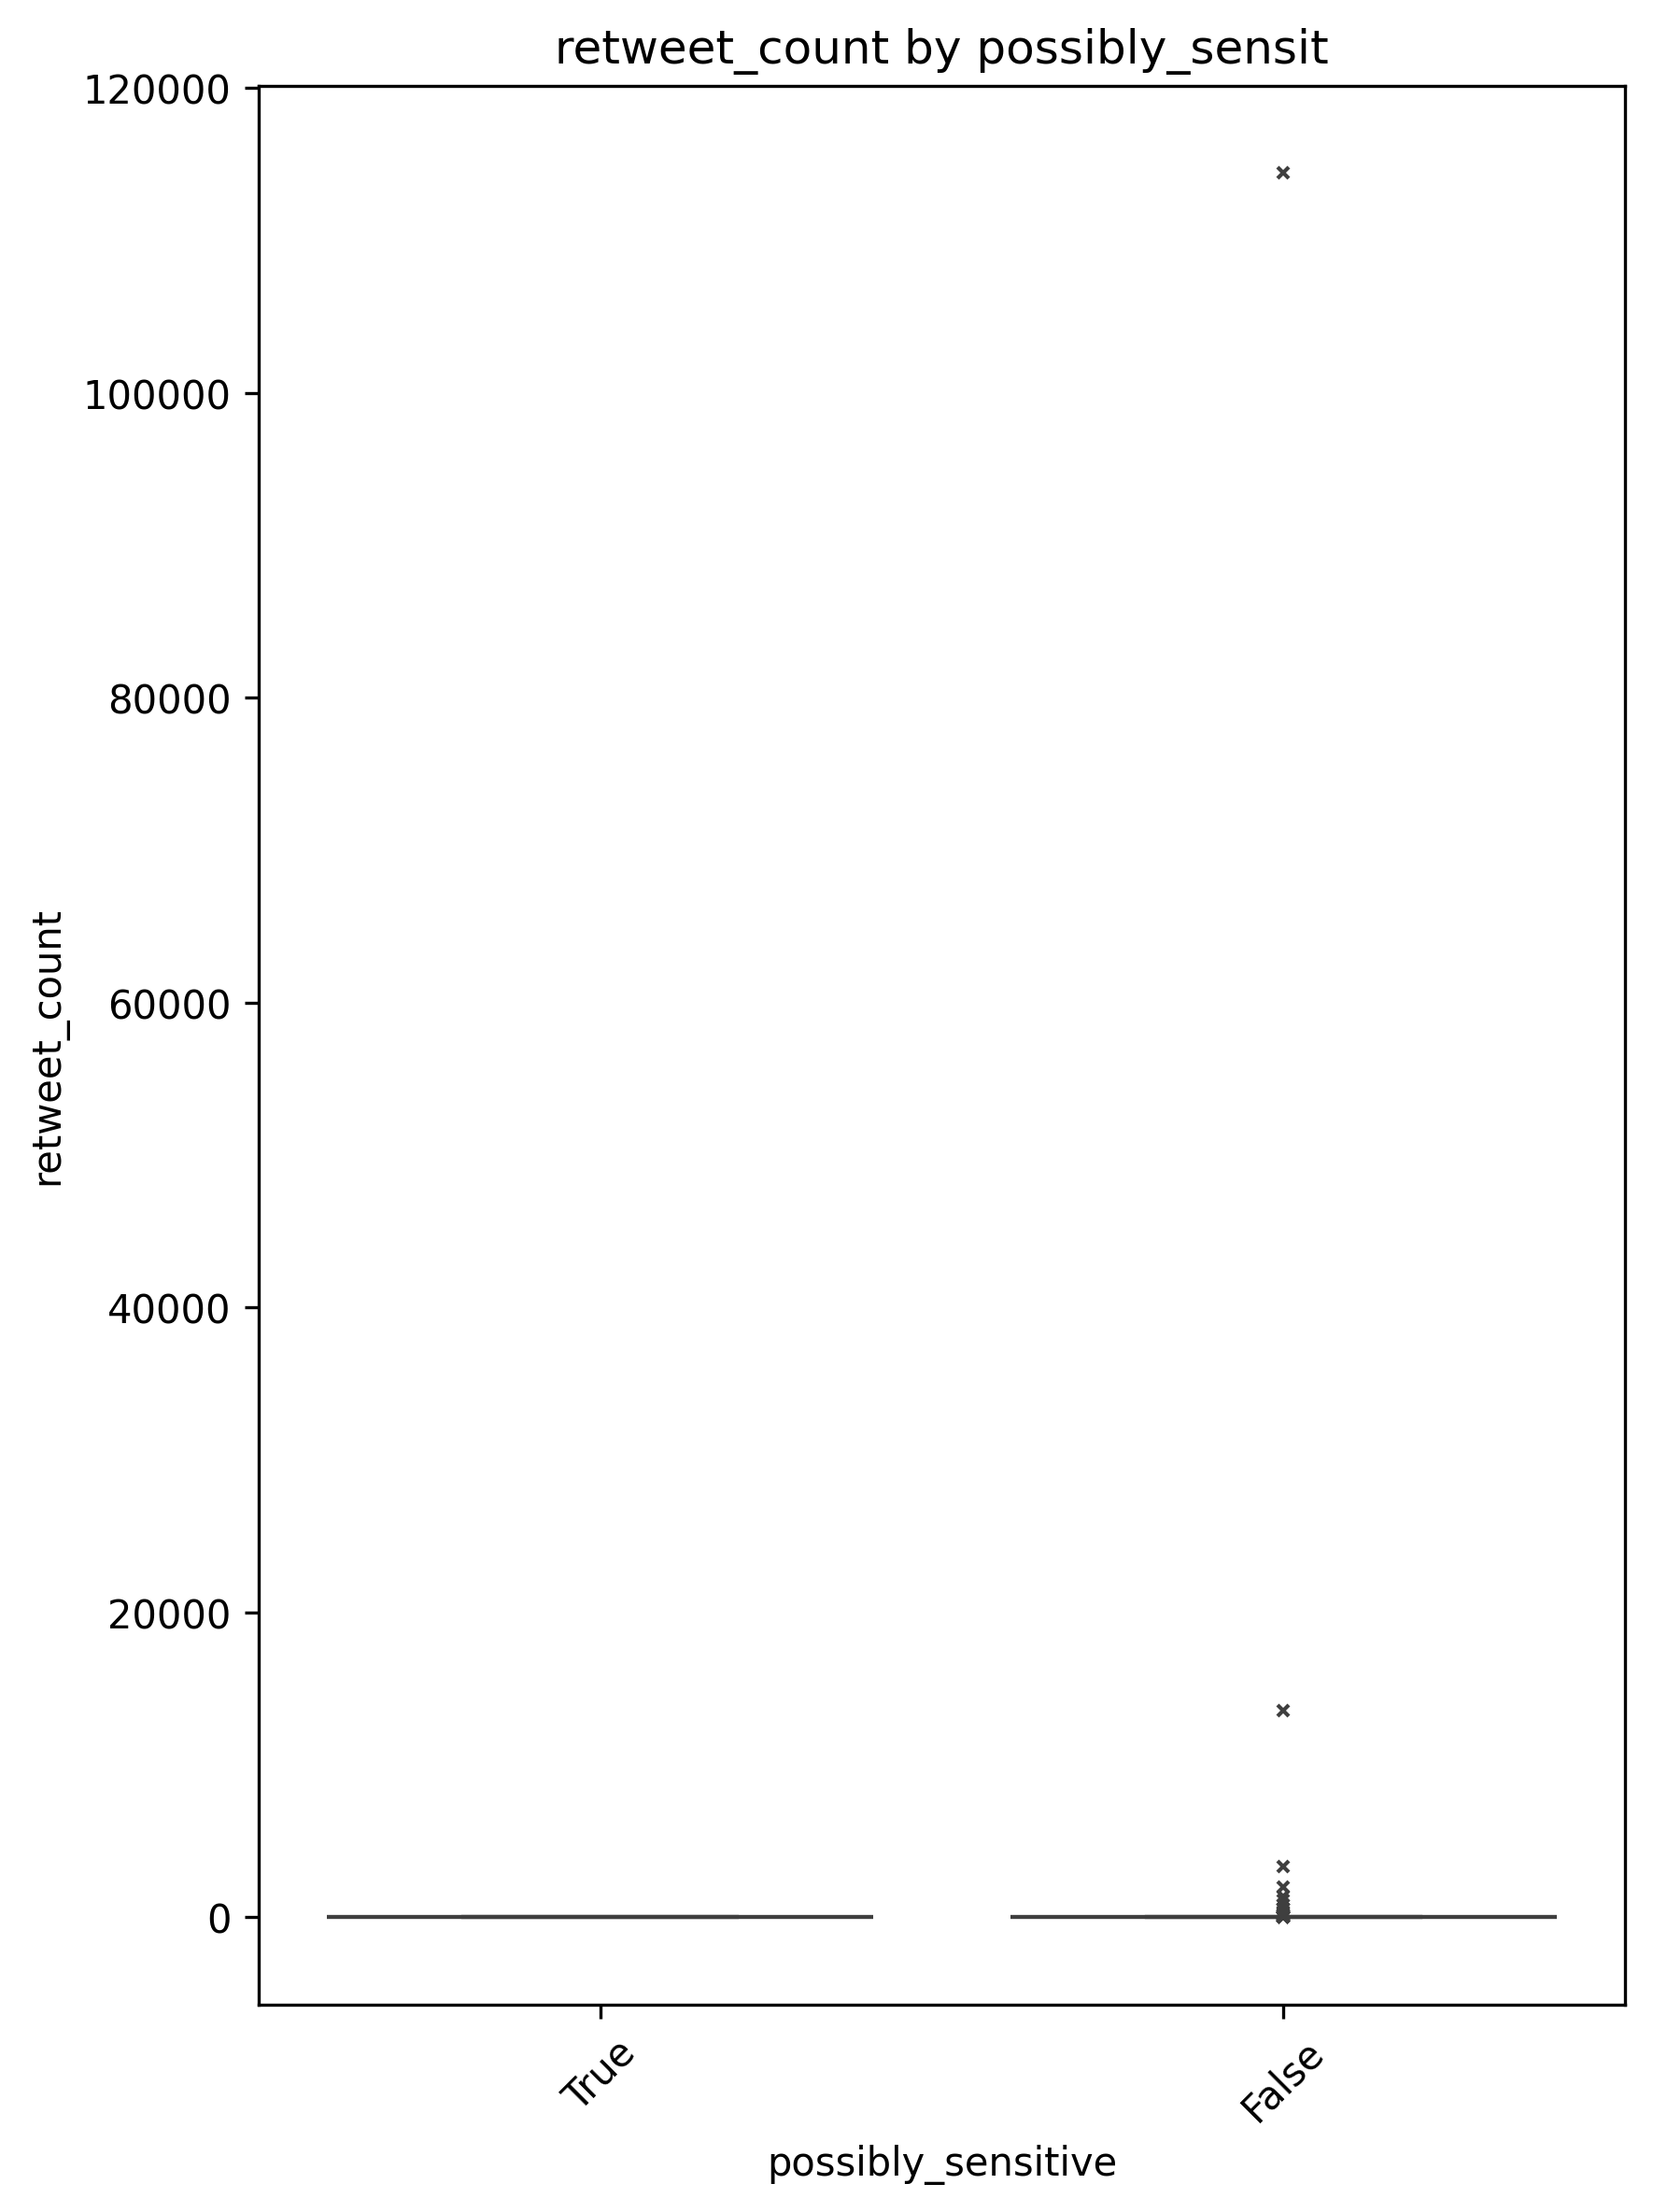 retweet_count by possibly_sensit
120000
100000
80000
60000
40000
20000
0
retweet_count
True
False
possibly_sensitive